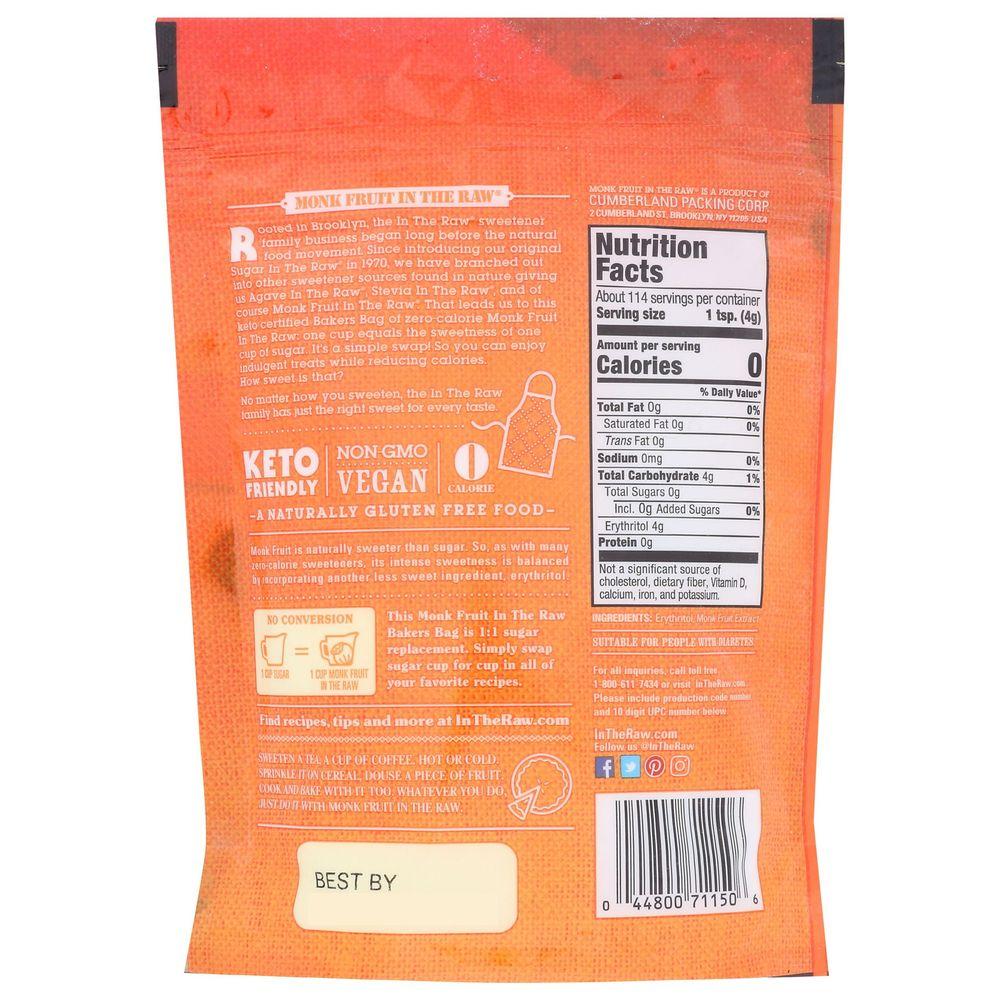 MONK FRUIT IN THE RAW®
Rooted in Brooklyn, the In The Raw® sweetener
family business began long before the natural
food movement. Since introducing our original
Sugar In The Raw® in 1970, we have branched out
into other sweetener sources found in nature giving
us Agave In The Raw®, Stevia In The Raw®, and of
course Monk Fruit In The Raw®. That leads us to this
keto certified Bakers Bag of zero-calorie Monk Fruit
In The Raw: one cup equals the sweetness of one
cup of sugar. It's a simple swap! So you can enjoy
indulgent treats while reducing calories.
How sweet is that?
No matter how you sweeten, the In The Raw
family has just the right sweet for every taste.
KETO
FRIENDLY
NON-GMO
VEGAN
0
CALORIE
-A NATURALLY GLUTEN FREE FOOD-
Monk Fruit is naturally sweeter than sugar. So, as with many
zero-calorie sweeteners, its intense sweetness is balanced
by incorporating another less sweet ingredient, erythritol.
NO CONVERSION
=
1 CUP SUGAR
1 CUP MONK FRUIT
IN THE RAW
This Monk Fruit In The Raw
Bakers Bag is 1:1 sugar
replacement. Simply swap
sugar cup for cup in all of
your favorite recipes.
Find recipes, tips and more at InTheRaw.com
SWEETEN A TEA, A CUP OF COFFEE. HOT OR COLD.
SPRINKLE IT ON CEREAL, DOUSE A PIECE OF FRUIT.
COOK AND BAKE WITH IT TOO. WHATEVER YOU DO,
JUST DO IT WITH MONK FRUIT IN THE RAW.
BEST BY
MONK FRUIT IN THE RAW® IS A PRODUCT OF
CUMBERLAND PACKING CORP.
2 CUMBERLAND ST. BROOKLYN, NY 11205 USA
Nutrition
Facts
About 114 servings per container
Serving size 1 tsp. (4g)
Amount per serving
Calories 0
% Daily Value*
Total Fat 0g 0%
Saturated Fat 0g 0%
Trans Fat 0g
Sodium 0mg 0%
Total Carbohydrate 4g 1%
Total Sugars 0g
Incl. 0g Added Sugars 0%
Erythritol 4g
Protein 0g
Not a significant source of
cholesterol, dietary fiber, Vitamin D,
calcium, iron, and potassium.
INGREDIENTS: Erythritol, Monk Fruit Extract
SUITABLE FOR PEOPLE WITH DIABETES
For all inquiries, call toll free
1-800-611-7434 or visit InTheRaw.com.
Please include production code number
and 10 digit UPC number below.
InTheRaw.com
Follow us @InTheRaw
0 44800 71150 6